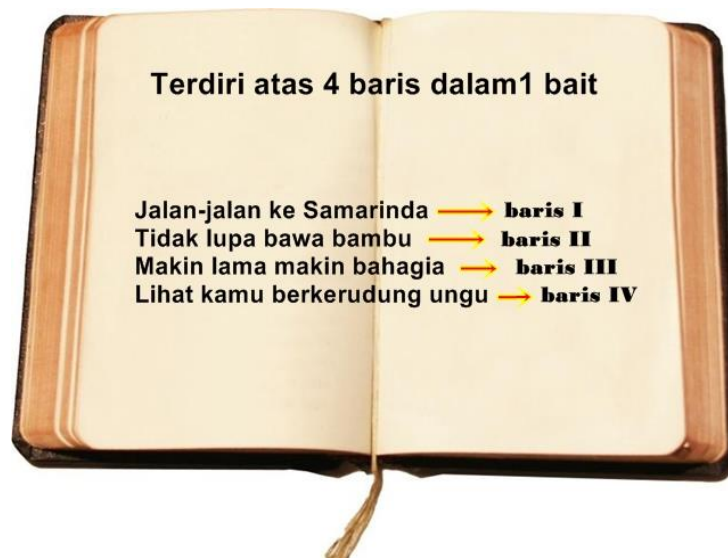 Terdiri atas 4 baris dalam1 bait
Jalan-jalan ke Samarinda baris I
Tidak lupa bawa bambu baris II
Makin lama makin bahagia baris III
Lihat kamu berkerudung ungu baris IV